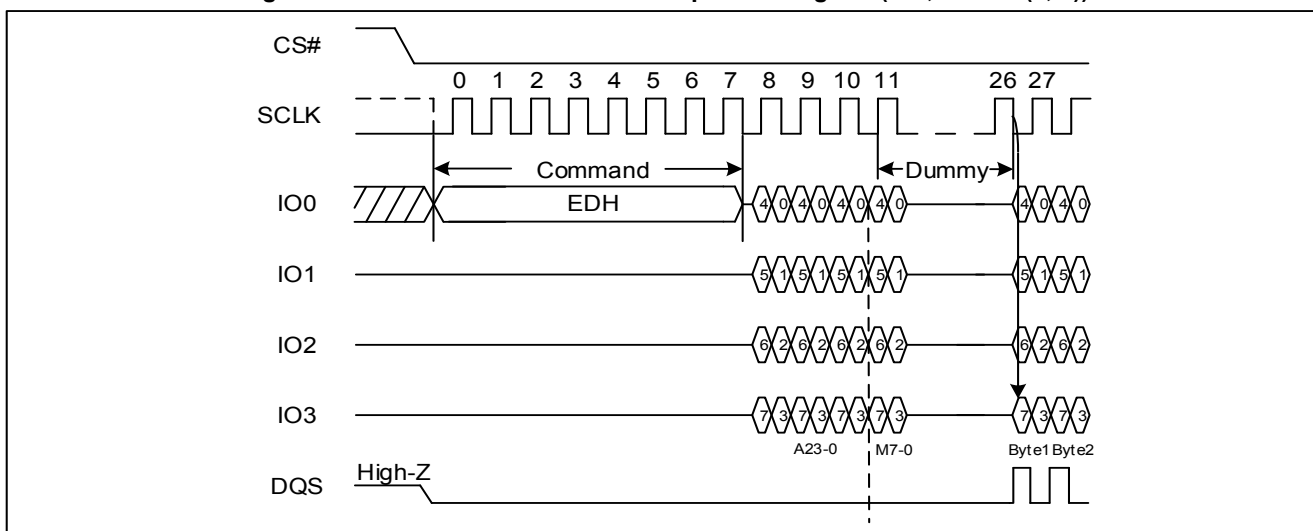 CS#
0 1 2 3 4 5 6 7 8 9 10 11 26 27
SCLK
Command Dummy
IO0 EDH 4 0 4 0 4 0 4 0 4 0 4 0
IO1 5 1 5 1 5 1 5 1 5 1 5 1
IO2 6 2 6 2 6 2 6 2 6 2 6 2
IO3 7 3 7 3 7 3 7 3 7 3 7 3
A23-0 M7-0 Byte1 Byte2
High-Z
DQS